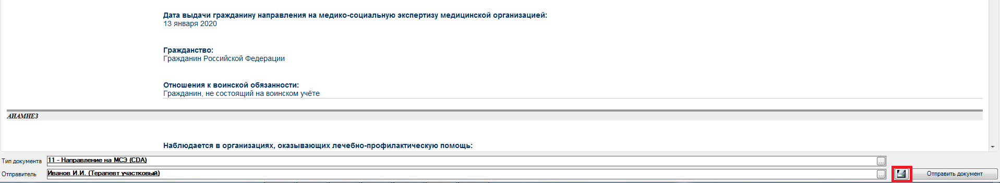 Дата выдачи гражданину направления на медико-социальную экспертизу медицинской организацией:
13 января 2020
Гражданство:
Гражданин Российской Федерации
Отношения к воинской обязанности:
Гражданин, не состоящий на воинском учёте
АНАМНЕЗ
Наблюдается в организациях, оказывающих лечебно-профилактическую помощь:
Тип документа 11 - Направление на МСЭ (CDA) ...
Отправитель Иванов И.И. (Терапевт участковый) ... Отправить документ